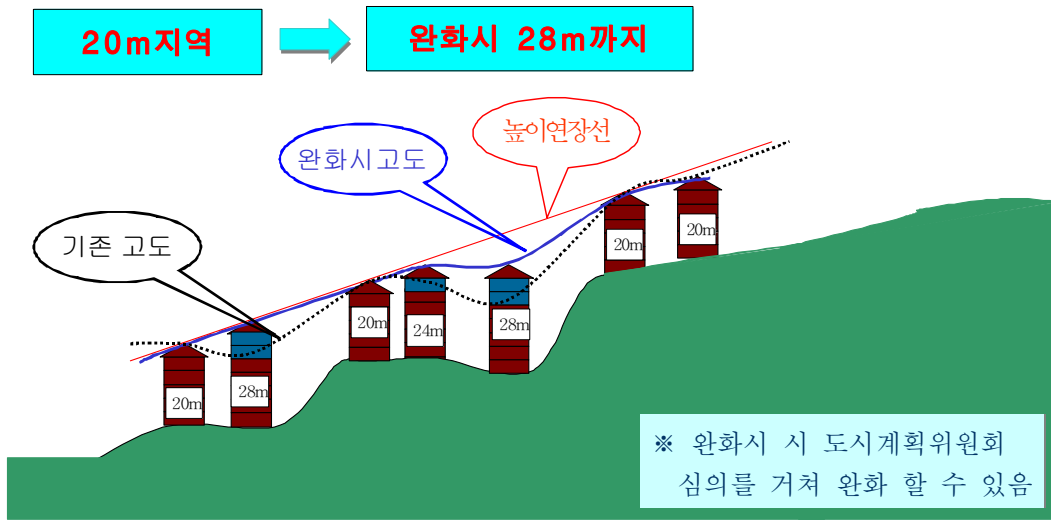 20m지역
완화시 28m까지
높이연장선
완화시고도
기존 고도
20m
20m
20m
24m
28m
20m
28m
※ 완화시 시 도시계획위원회
심의를 거쳐 완화 할 수 있음